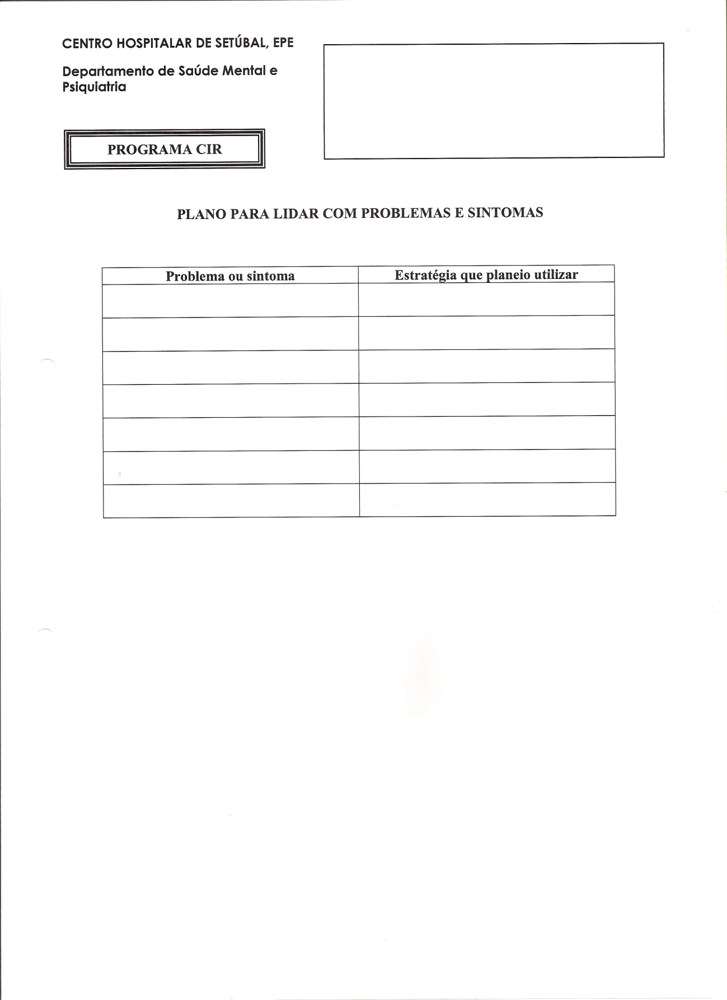 CENTRO HOSPITALAR DE SETÚBAL, EPE
Departamento de Saúde Mental e
Psiquiatria
PROGRAMA CIR
PLANO PARA LIDAR COM PROBLEMAS E SINTOMAS
Problema ou sintoma
Estratégia que planeio utilizar